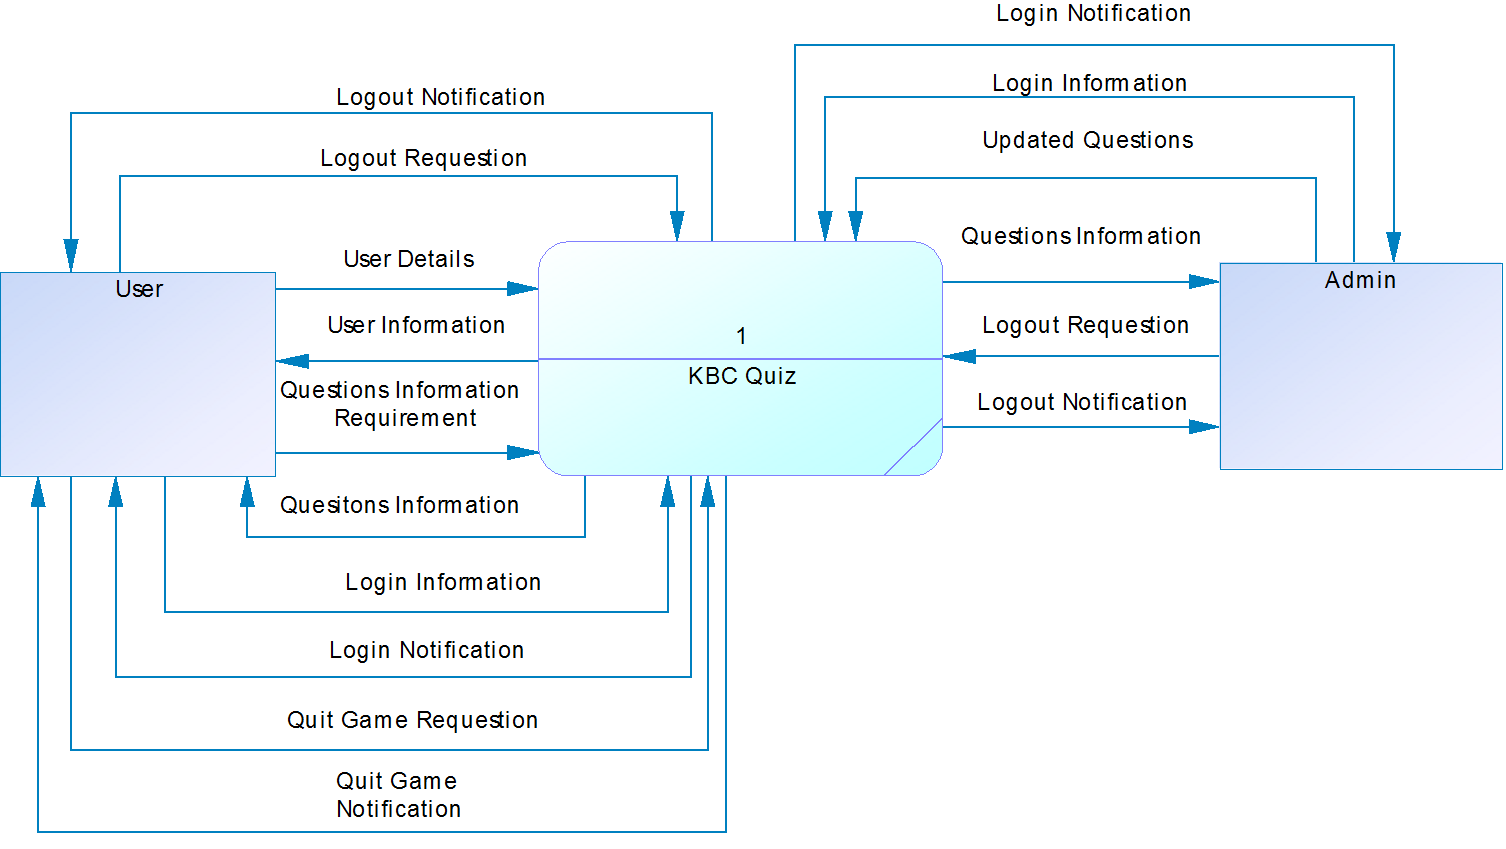 Login Notification
Login Information
Logout Notification
Updated Questions
Logout Requestion
Questions Information
User Details
User
Admin
User Information
Logout Requestion
1
KBC Quiz
Questions Information
Requirement
Logout Notification
Quesitons Information
Login Information
Login Notification
Quit Game Requestion
Quit Game
Notification